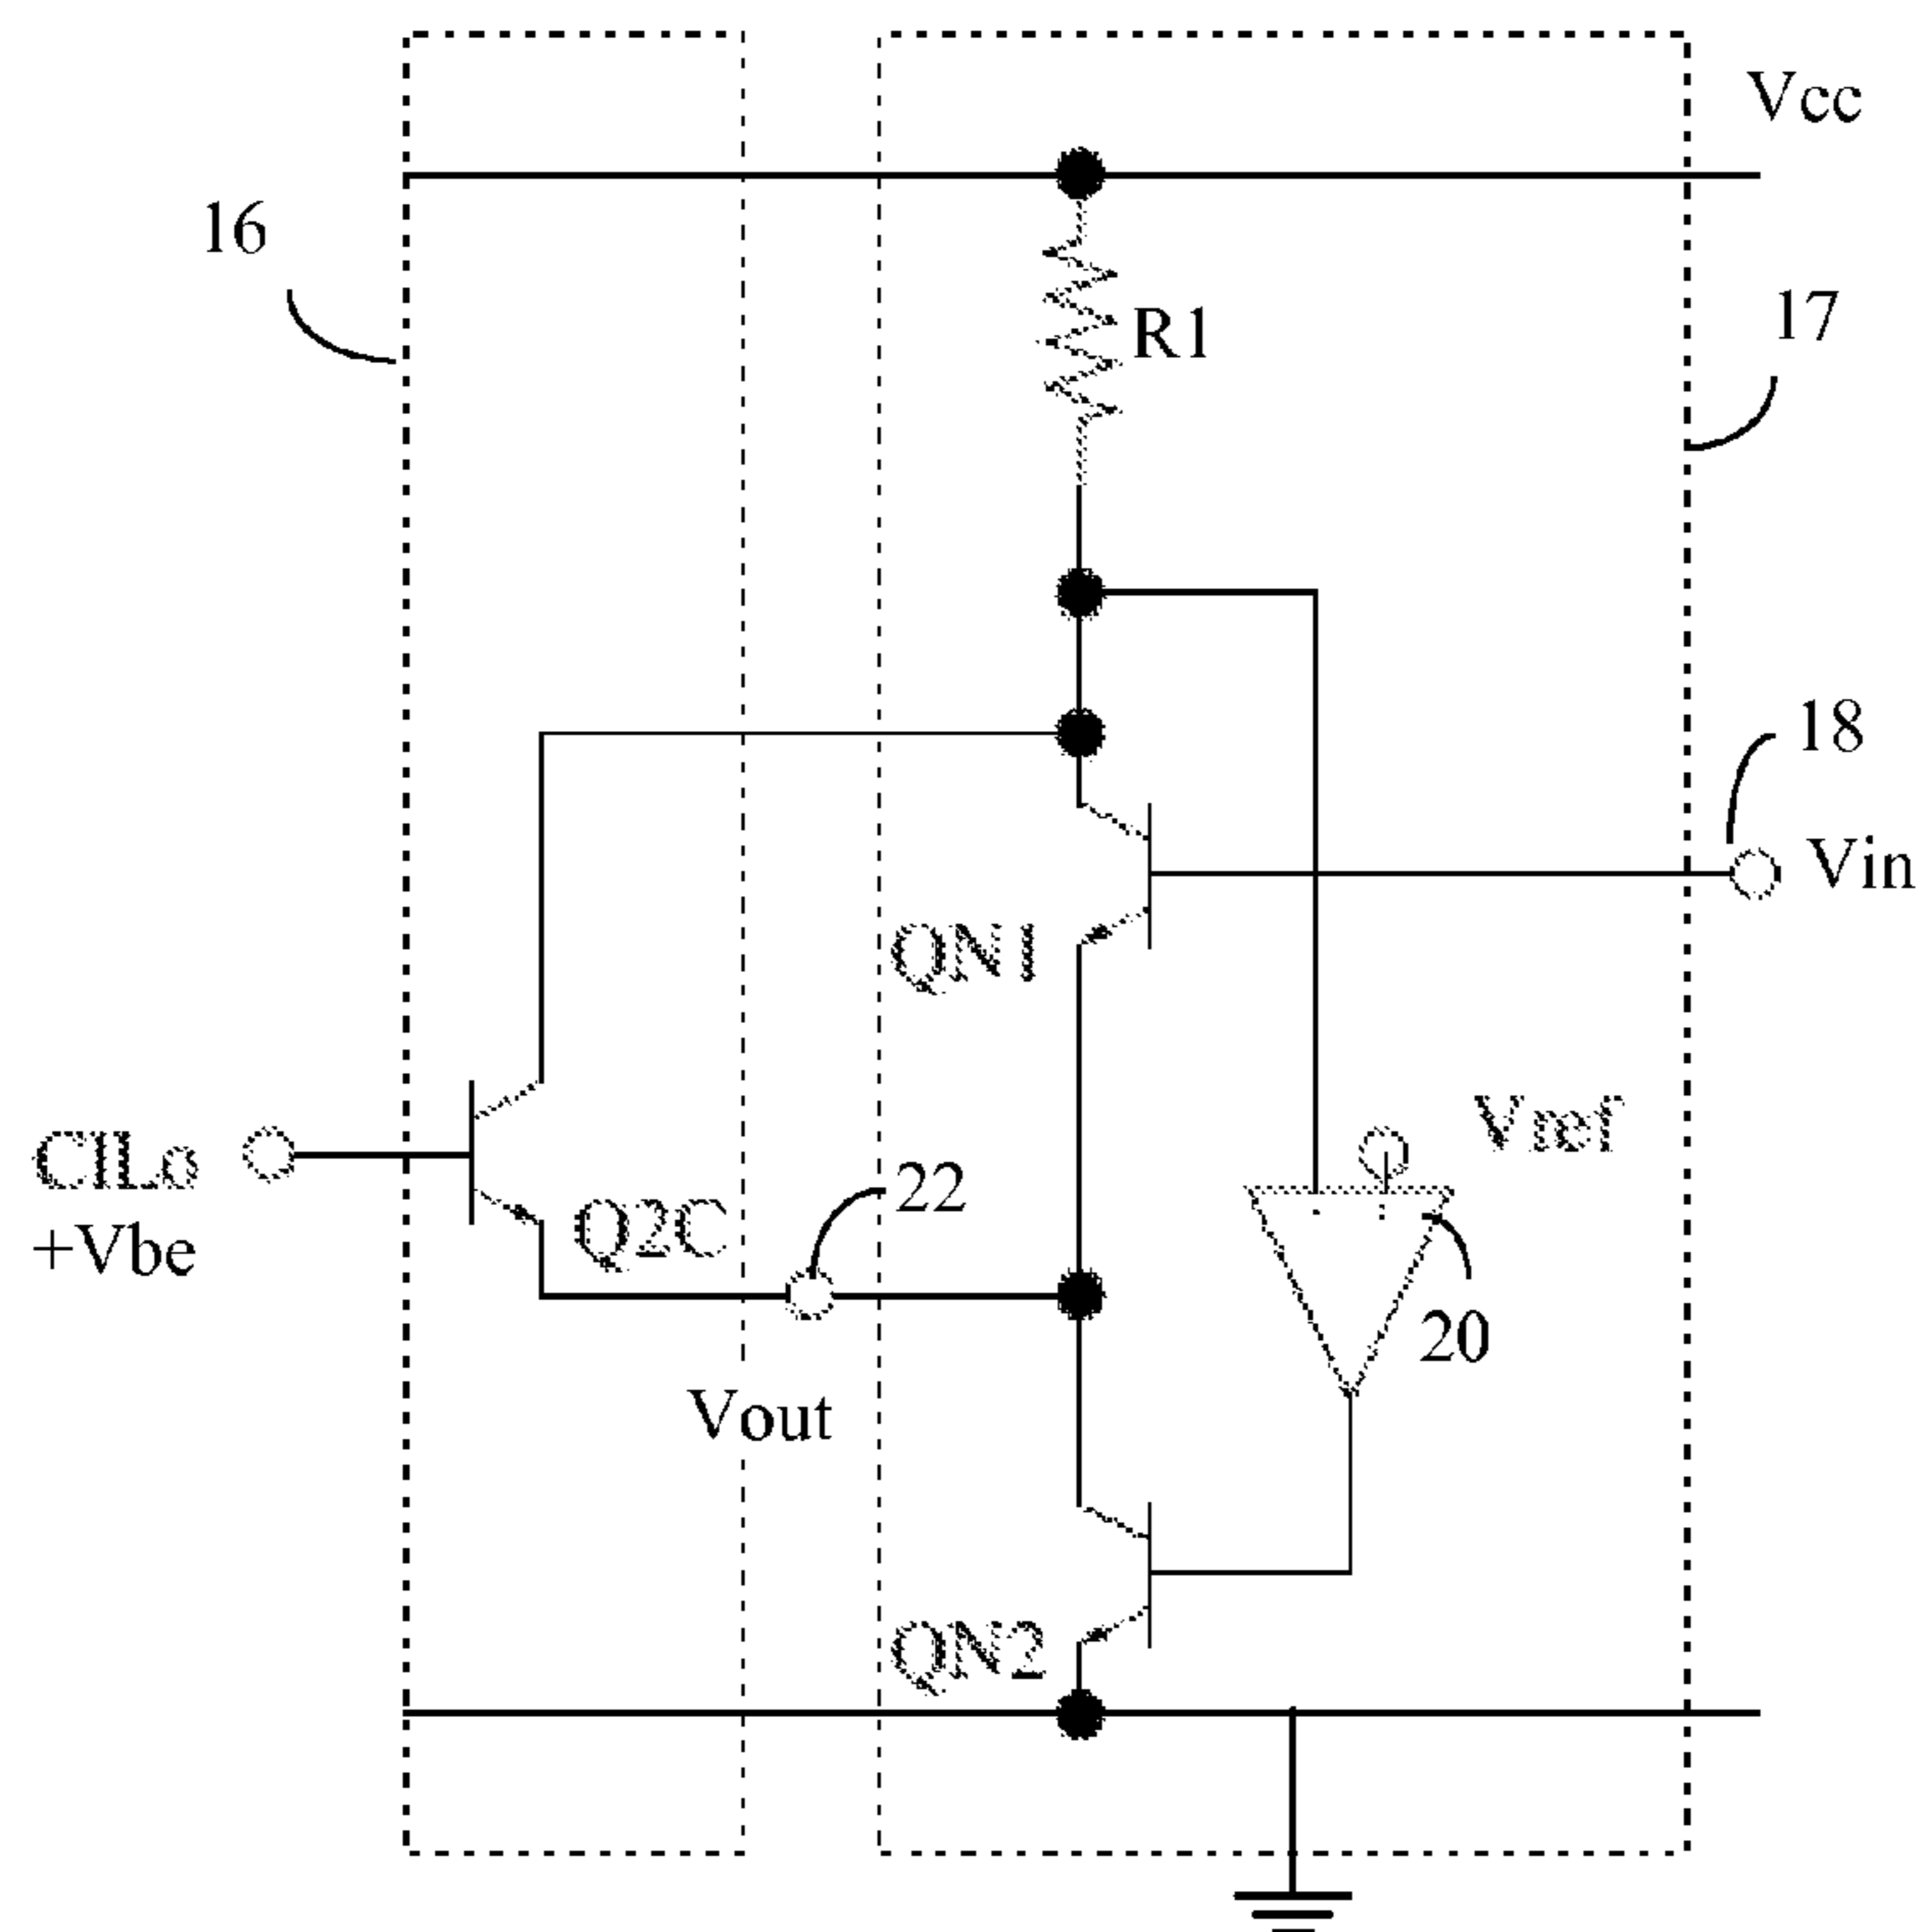 Vcc
16
17
R1
18
Vin
QN1
Vref
CILo
+Vbe
22
Q2C
20
Vout
QN2